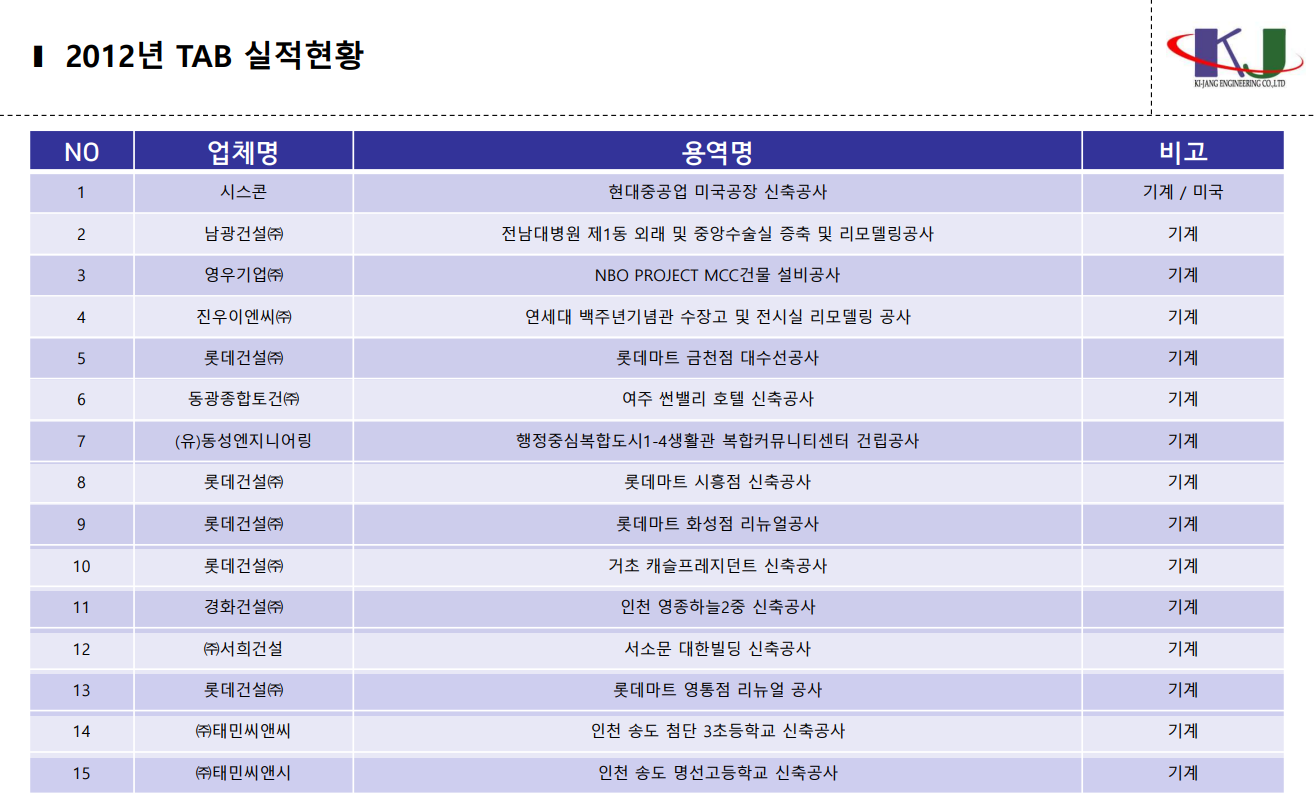 2012년 TAB 실적현황
KI-JANG ENGINEERING CO.,LTD
NO 업체명 용역명 비고
1 시스콘 현대중공업 미국공장 신축공사 기계 / 미국
2 남광건설㈜ 전남대병원 제1동 외래 및 중앙수술실 증축 및 리모델링공사 기계
3 영우기업㈜ NBO PROJECT MCC건물 설비공사 기계
4 진우이엔씨㈜ 연세대 백주년기념관 수장고 및 전시실 리모델링 공사 기계
5 롯데건설㈜ 롯데마트 금천점 대수선공사 기계
6 동광종합토건㈜ 여주 썬밸리 호텔 신축공사 기계
7 (유)동성엔지니어링 행정중심복합도시1-4생활관 복합커뮤니티센터 건립공사 기계
8 롯데건설㈜ 롯데마트 시흥점 신축공사 기계
9 롯데건설㈜ 롯데마트 화성점 리뉴얼공사 기계
10 롯데건설㈜ 거초 캐슬프레지던트 신축공사 기계
11 경화건설㈜ 인천 영종하늘2중 신축공사 기계
12 ㈜서희건설 서소문 대한빌딩 신축공사 기계
13 롯데건설㈜ 롯데마트 영통점 리뉴얼 공사 기계
14 ㈜태민씨앤씨 인천 송도 첨단 3초등학교 신축공사 기계
15 ㈜태민씨앤시 인천 송도 명선고등학교 신축공사 기계